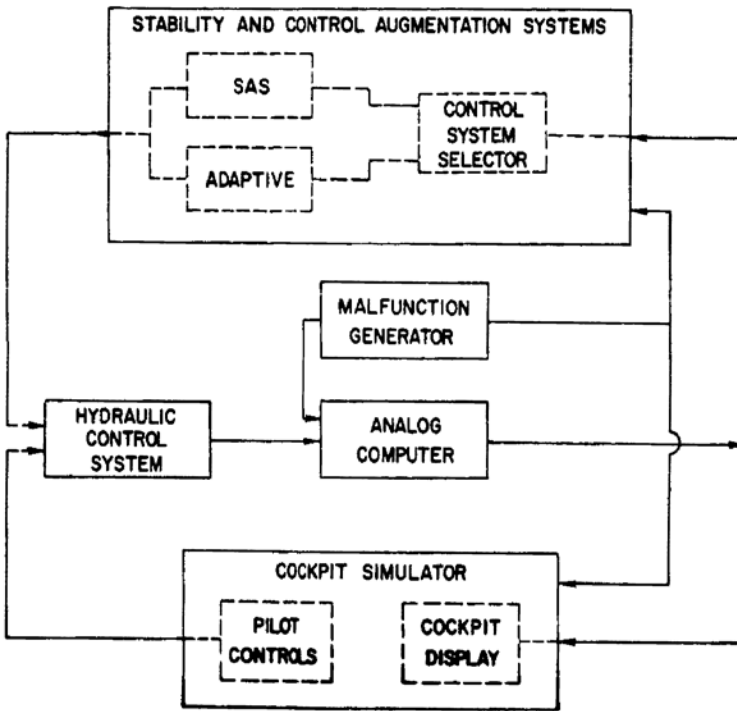 STABILITY AND CONTROL AUGMENTATION SYSTEMS
SAS
CONTROL
SYSTEM
SELECTOR
ADAPTIVE
MALFUNCTION
GENERATOR
HYDRAULIC
CONTROL
SYSTEM
ANALOG
COMPUTER
COCKPIT SIMULATOR
PILOT
CONTROLS
COCKPIT
DISPLAY